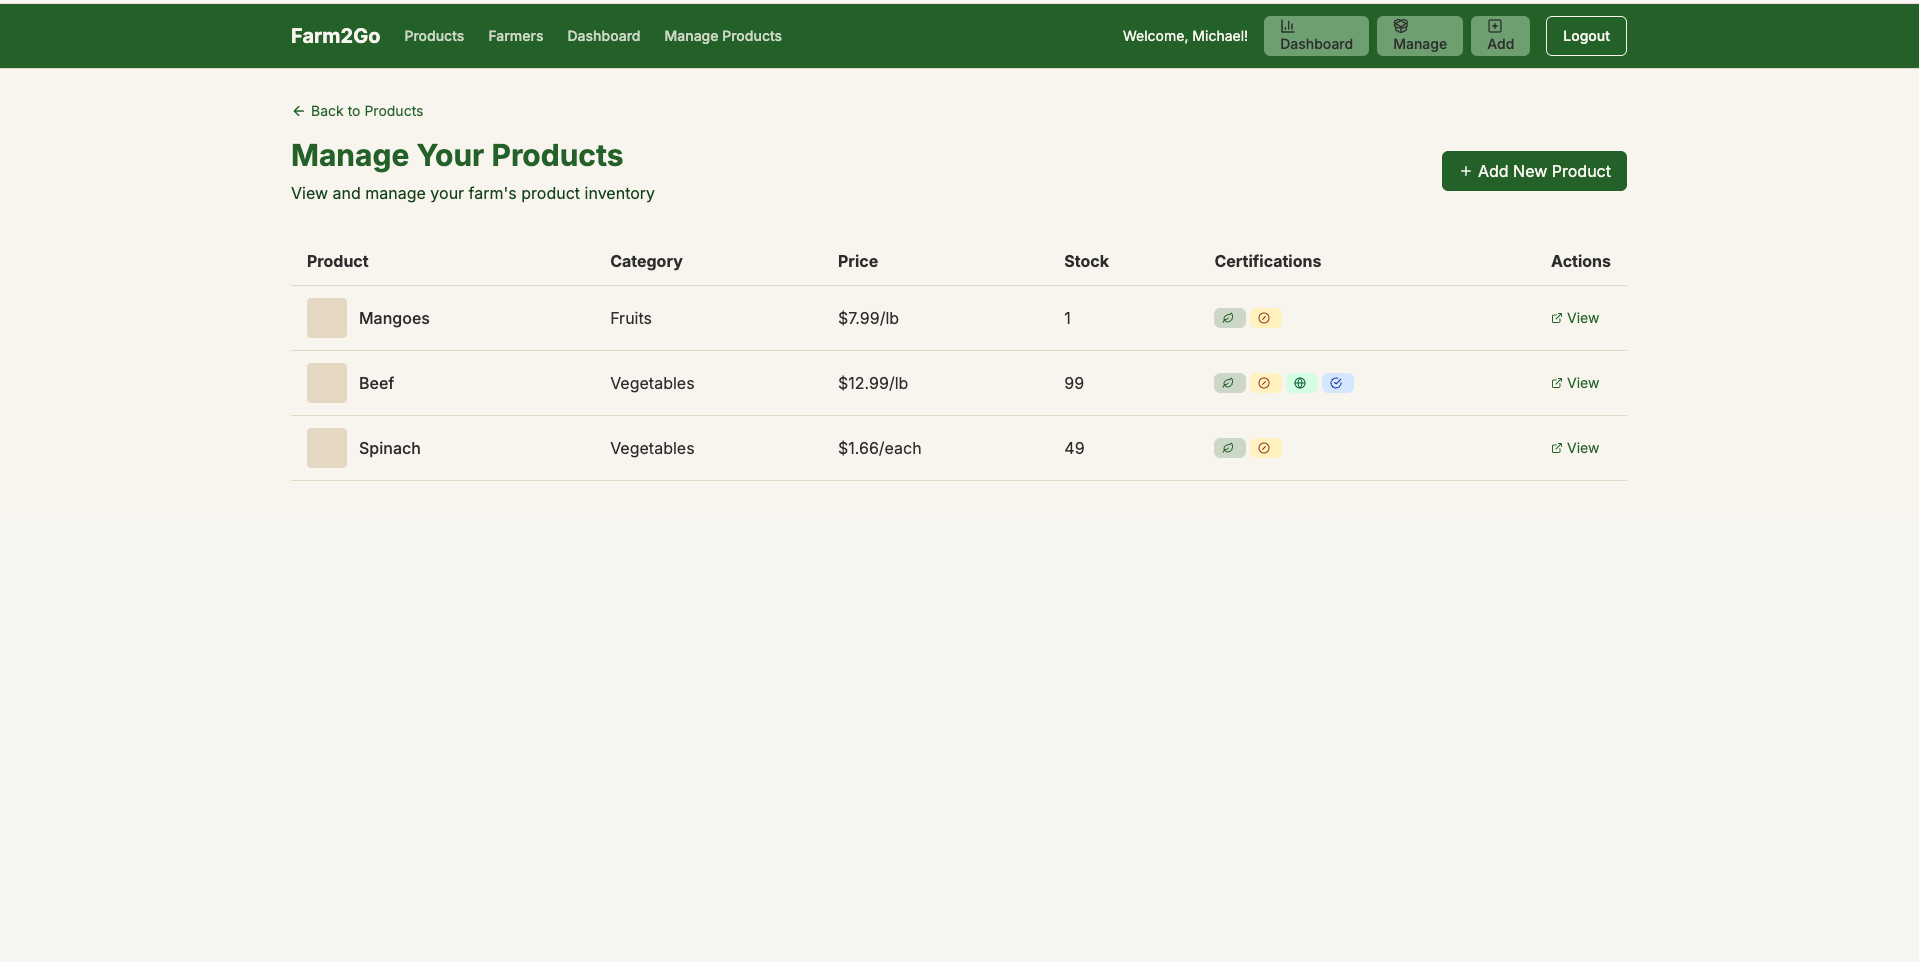 Farm2Go Products Farmers Dashboard Manage Products Welcome, Michael! Dashboard Manage Add Logout
Back to Products
Manage Your Products
View and manage your farm's product inventory
+ Add New Product
Product Category Price Stock Certifications Actions
Mangoes Fruits $7.99/lb 1 View
Beef Vegetables $12.99/lb 99 View
Spinach Vegetables $1.66/each 49 View